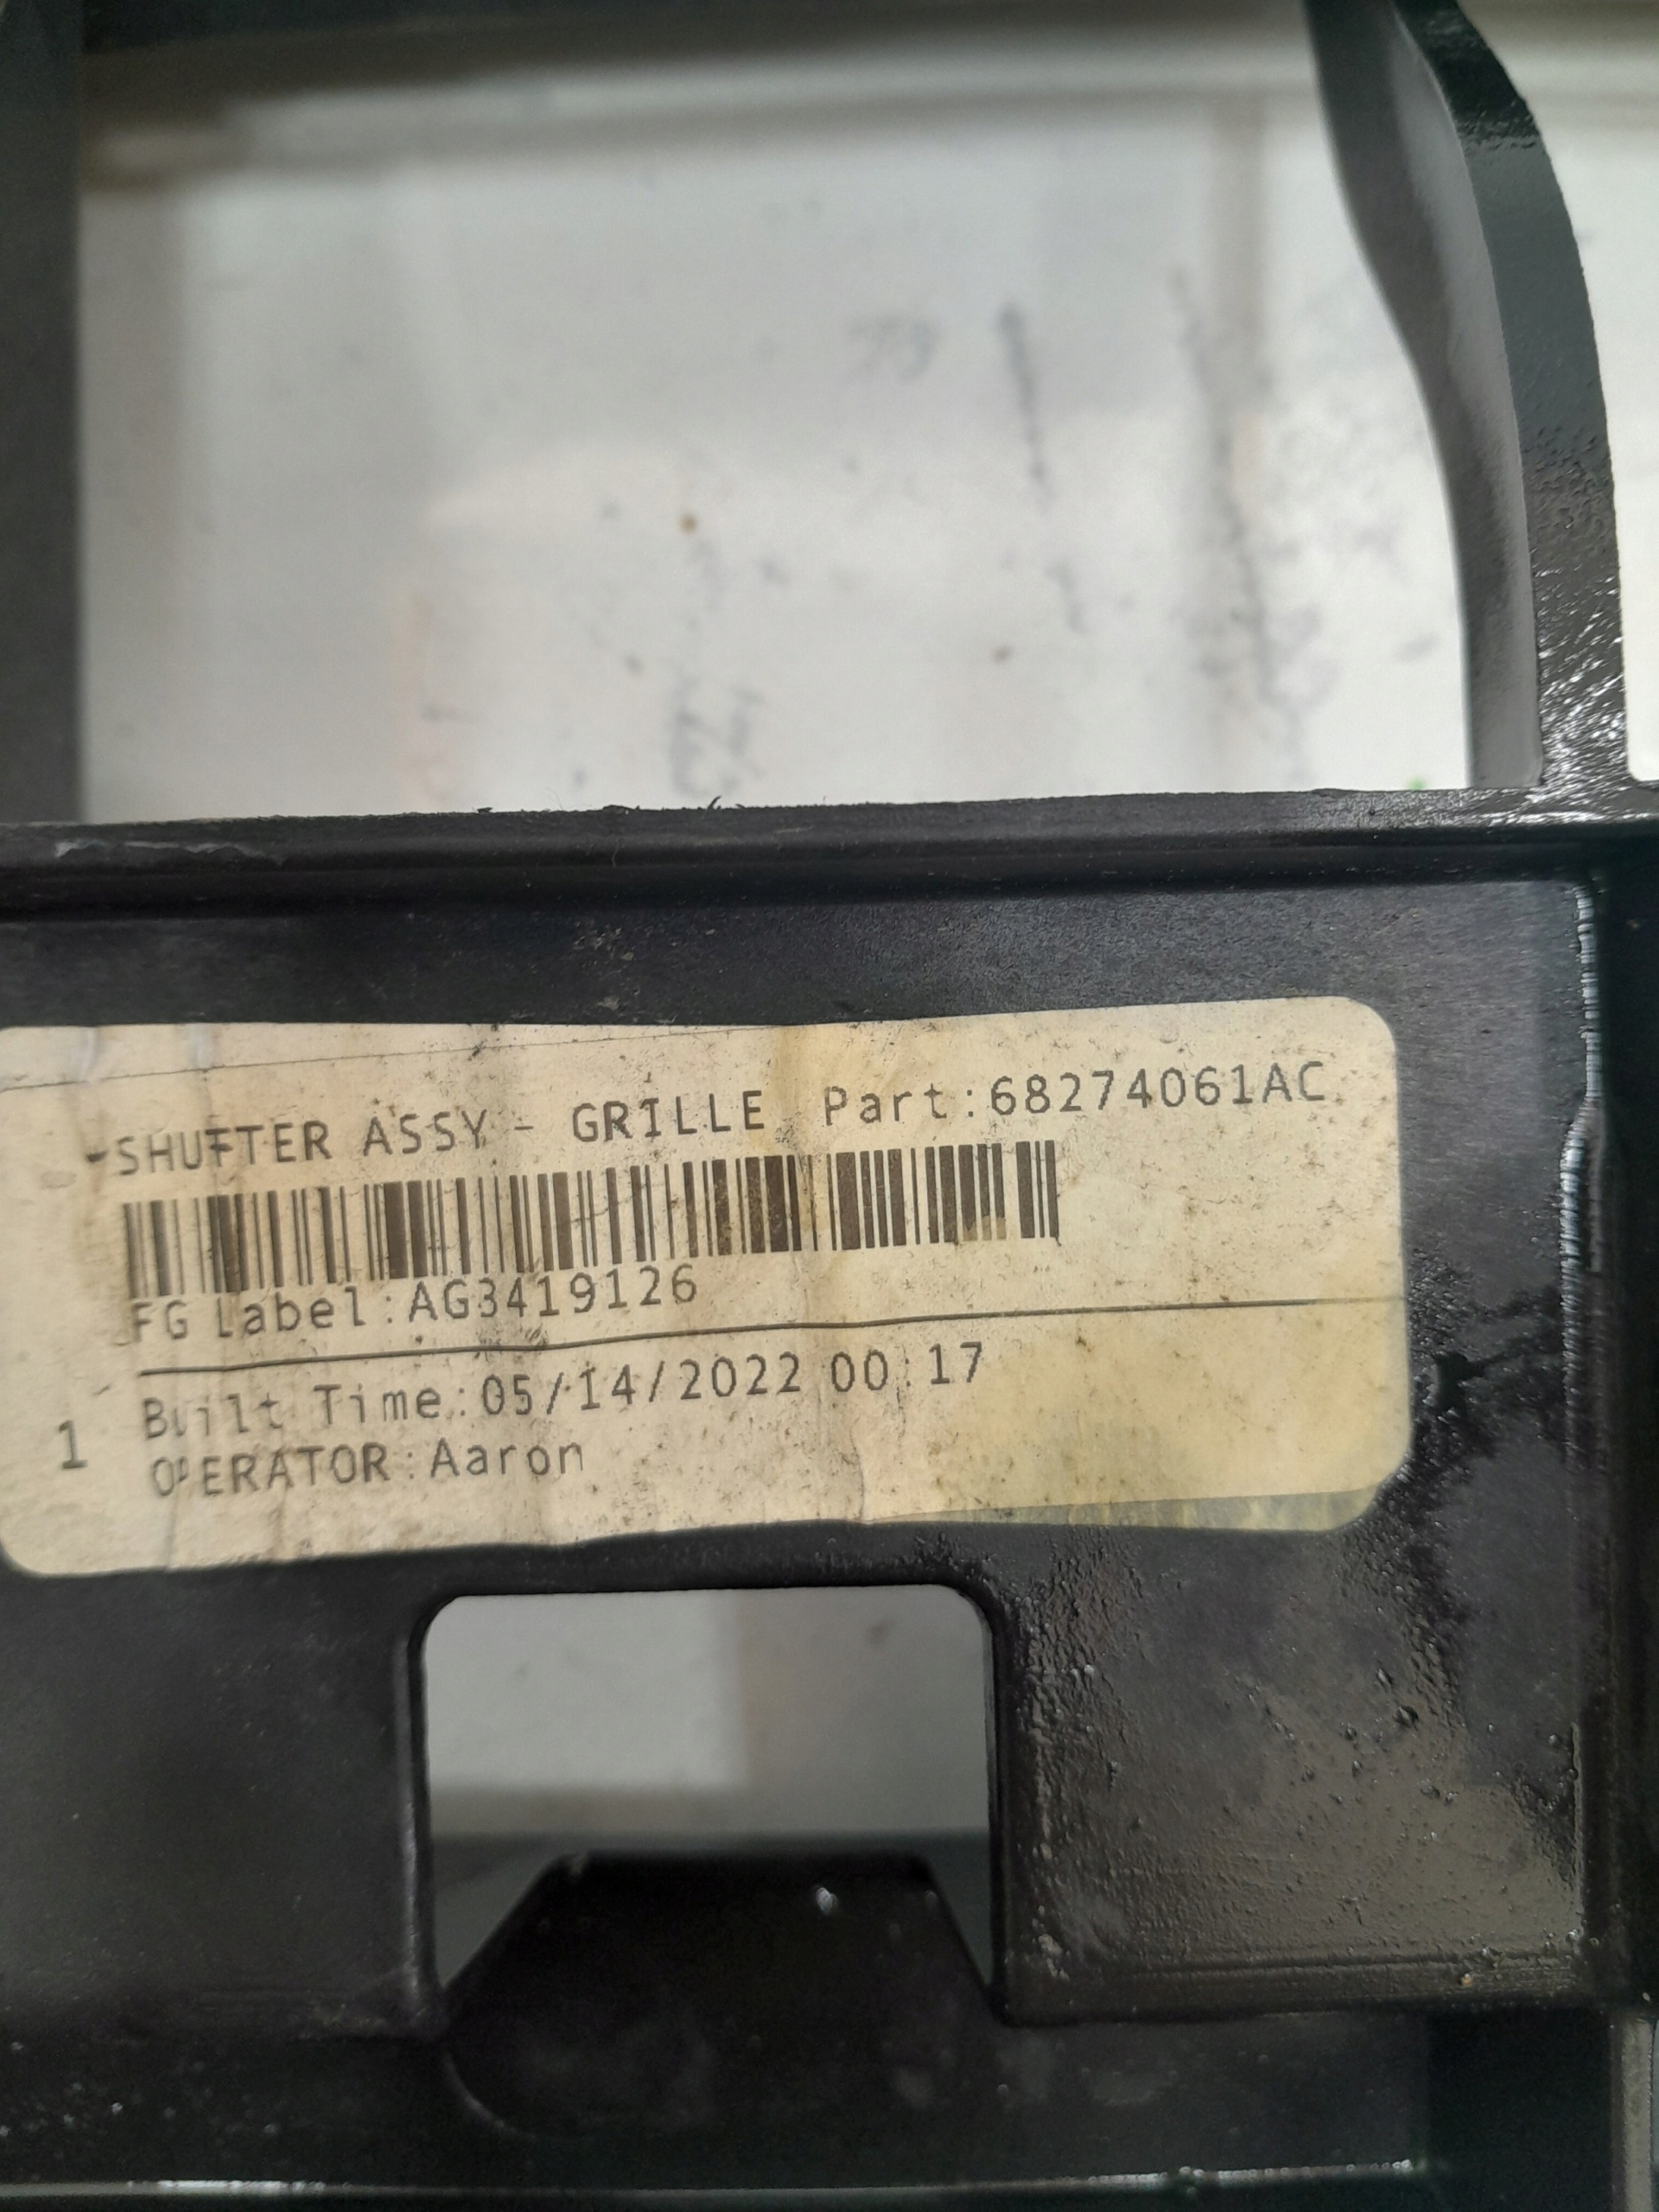 SHUTTER ASSY - GRILLE Part:68274061AC
FG Label:AG3419126
Built Time:05/14/2022 00:17
1 OPERATOR:Aaron